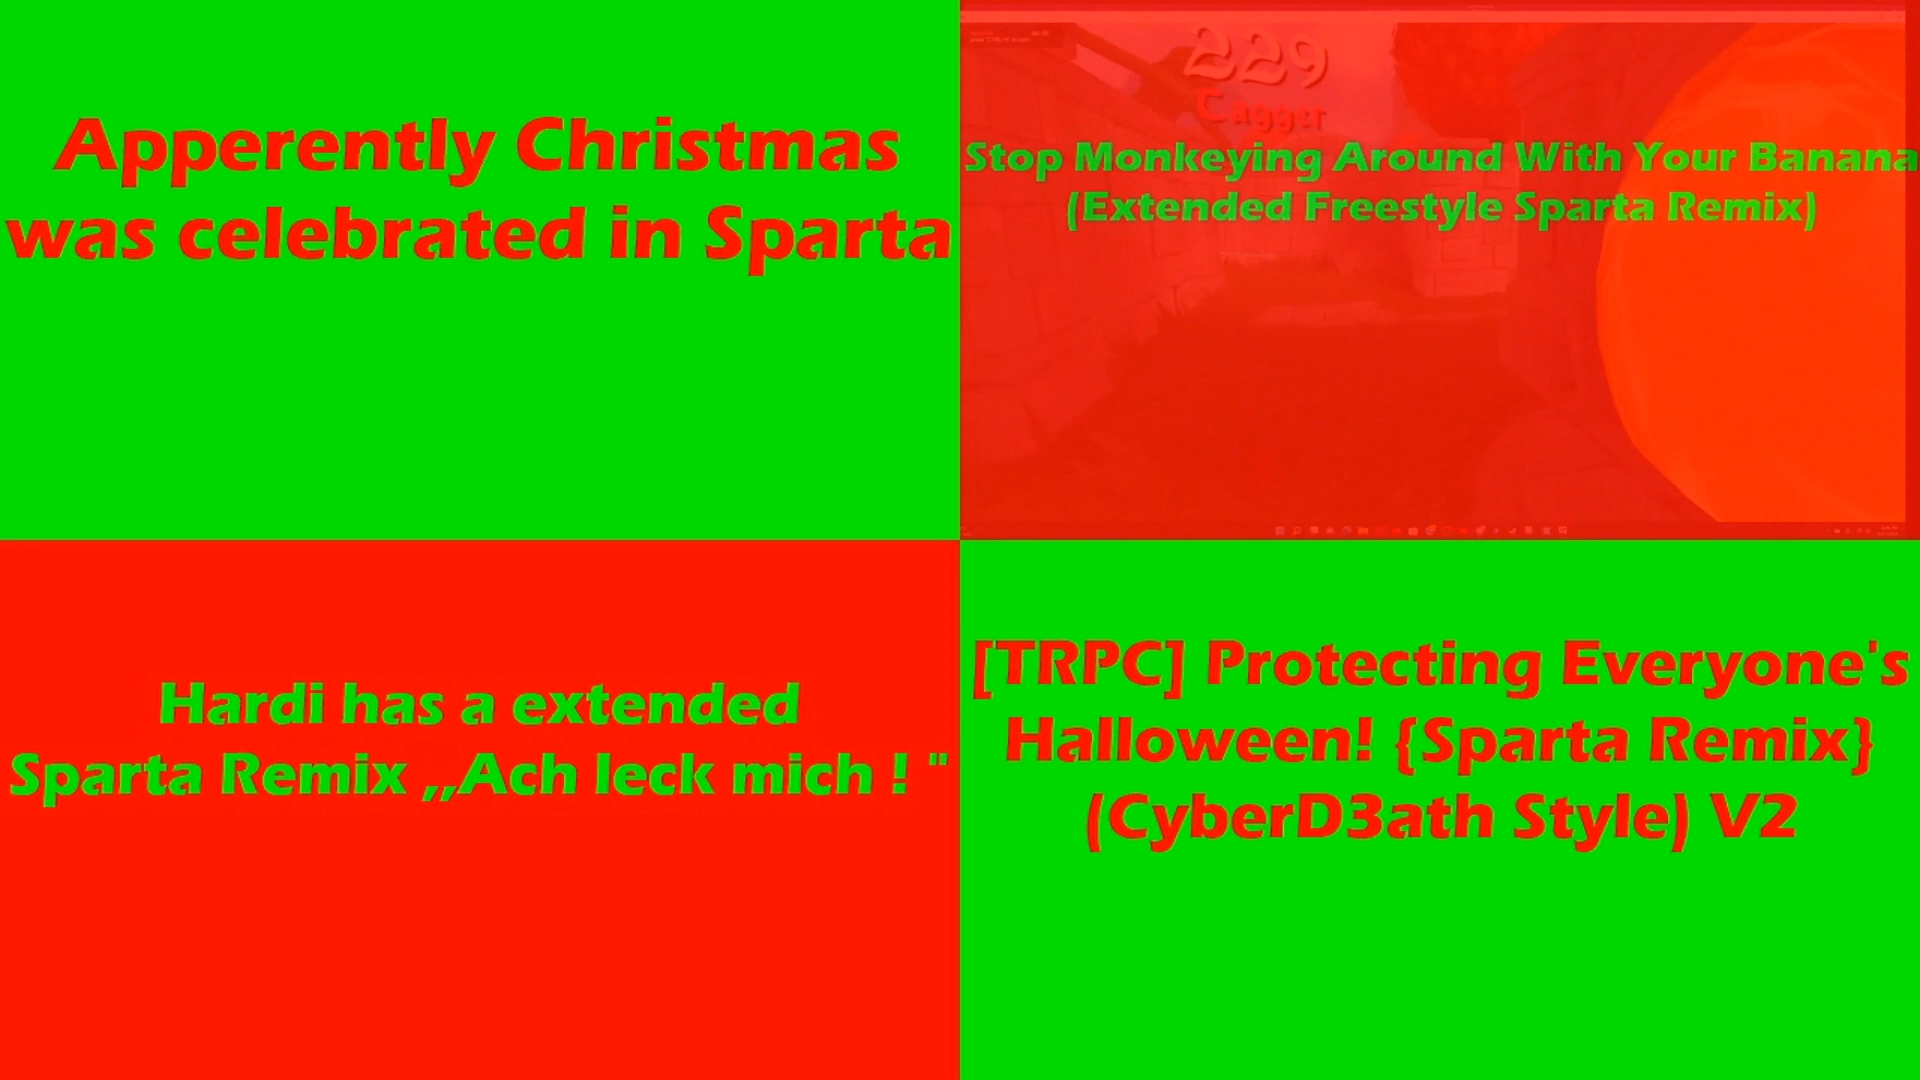 Apperently Christmas
was celebrated in Sparta
229
Tagger
Stop Monkeying Around With Your Banana
(Extended Freestyle Sparta Remix)
Hardi has a extended
Sparta Remix ,,Ach leck mich ! "
[TRPC] Protecting Everyone's
Halloween! {Sparta Remix}
(CyberD3ath Style) V2